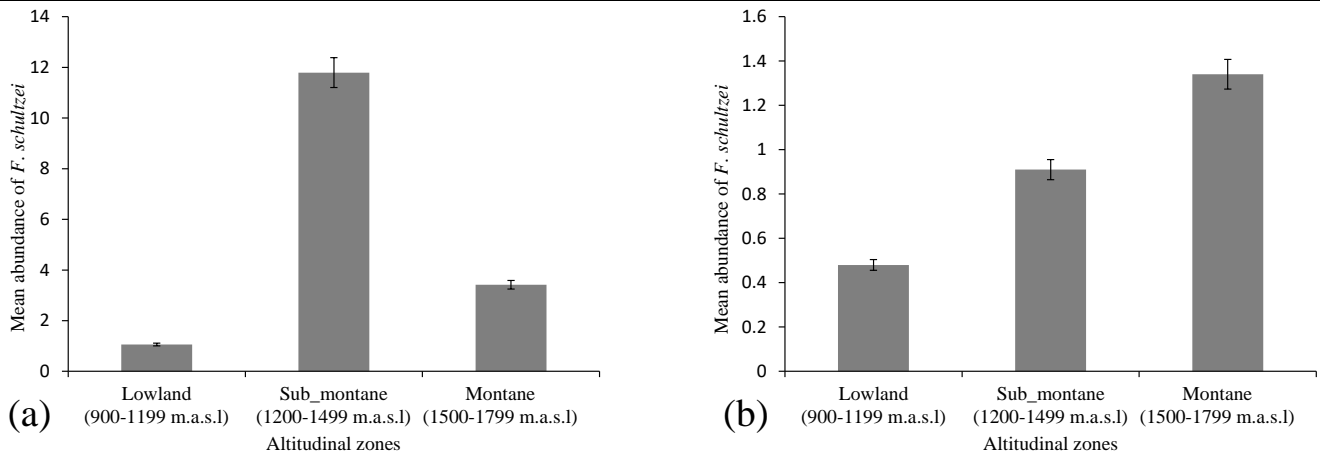 14
12
10
8
6
4
2
0
Mean abundance of F. schultzei
Lowland
(900-1199 m.a.s.l)
Sub_montane
(1200-1499 m.a.s.l)
Montane
(1500-1799 m.a.s.l)
Altitudinal zones
(a)
1.6
1.4
1.2
1
0.8
0.6
0.4
0.2
0
Mean abundance of F. schultzei
Lowland
(900-1199 m.a.s.l)
Sub_montane
(1200-1499 m.a.s.l)
Montane
(1500-1799 m.a.s.l)
Altitudinal zones
(b)